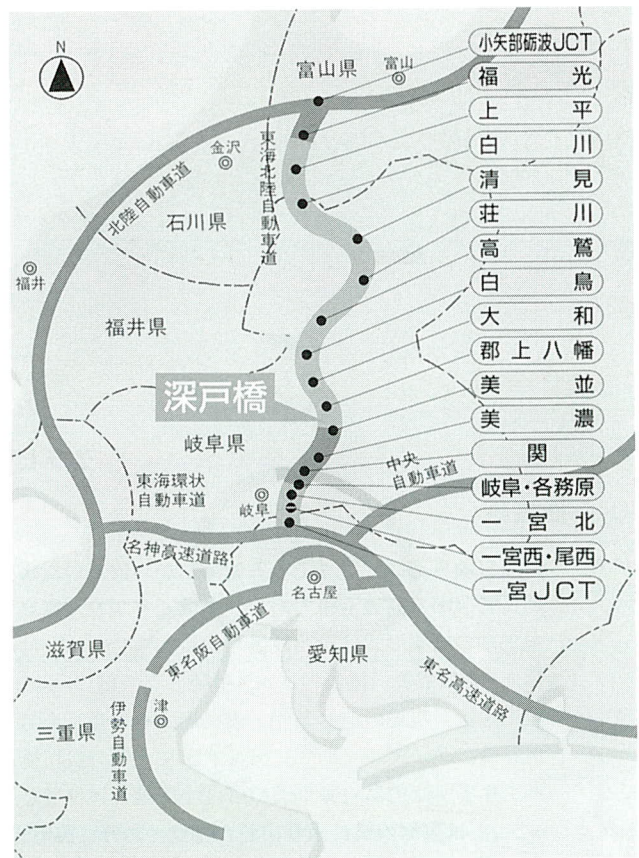 N
富山県
富山
金沢
石川県
北陸自動車道
東海北陸自動車道
福井
福井県
深戸橋
岐阜県
東海環状
自動車道
岐阜
中央
自動車道
名神高速道路
名古屋
滋賀県
東名阪自動車道
愛知県
東名高速道路
三重県
津
伊勢自動車道
小矢部砺波JCT
福光
上平
白川
清見
荘川
高鷲
白鳥
大和
郡上八幡
美並
美濃
関
岐阜・各務原
一宮北
一宮西・尾西
一宮JCT